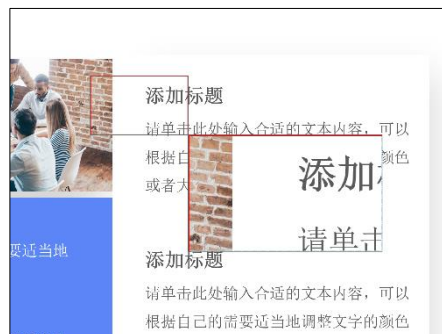 添加标题
请单击此处输入合适的文本内容，可以
根据自
颜色
或者大
添加
请单击
要适当地
添加标题
请单击此处输入合适的文本内容，可以
根据自己的需要适当地调整文字的颜色